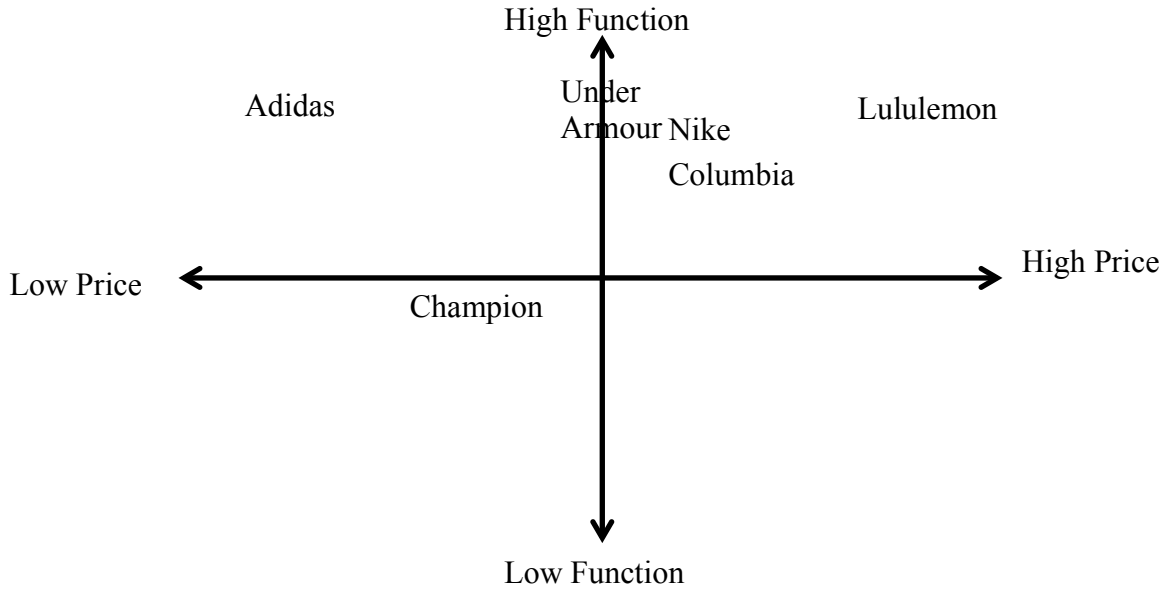 High Function
Under
Adidas
Lululemon
Armour
Nike
Columbia
High Price
Low Price
Champion
Low Function